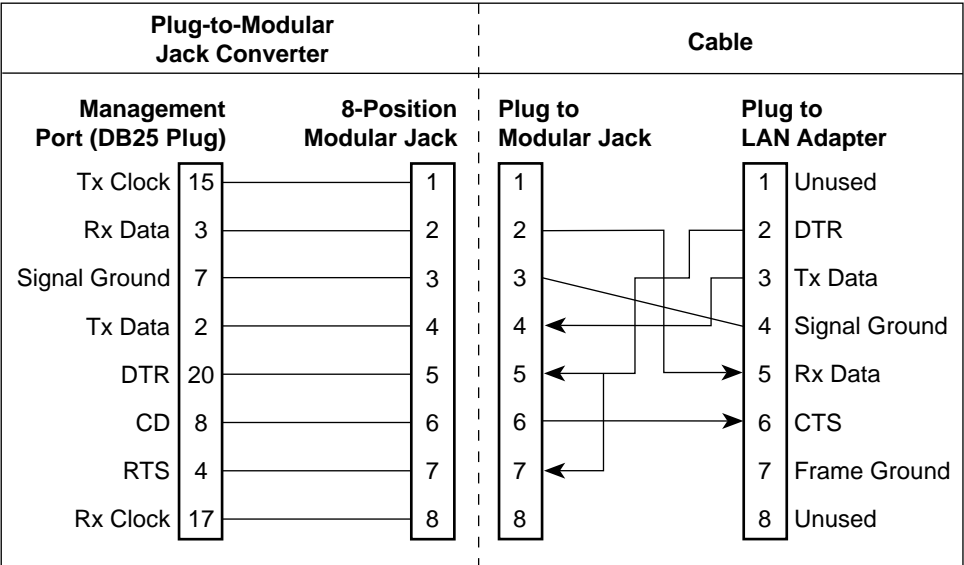 Plug-to-Modular
Jack Converter
Cable
Management
Port (DB25 Plug)
8-Position
Modular Jack
Plug to
Modular Jack
Plug to
LAN Adapter
Tx Clock 15 1 1 1 Unused
Rx Data 3 2 2 2 DTR
Signal Ground 7 3 3 3 Tx Data
Tx Data 2 4 4 4 Signal Ground
DTR 20 5 5 5 Rx Data
CD 8 6 6 6 CTS
RTS 4 7 7 7 Frame Ground
Rx Clock 17 8 8 8 Unused